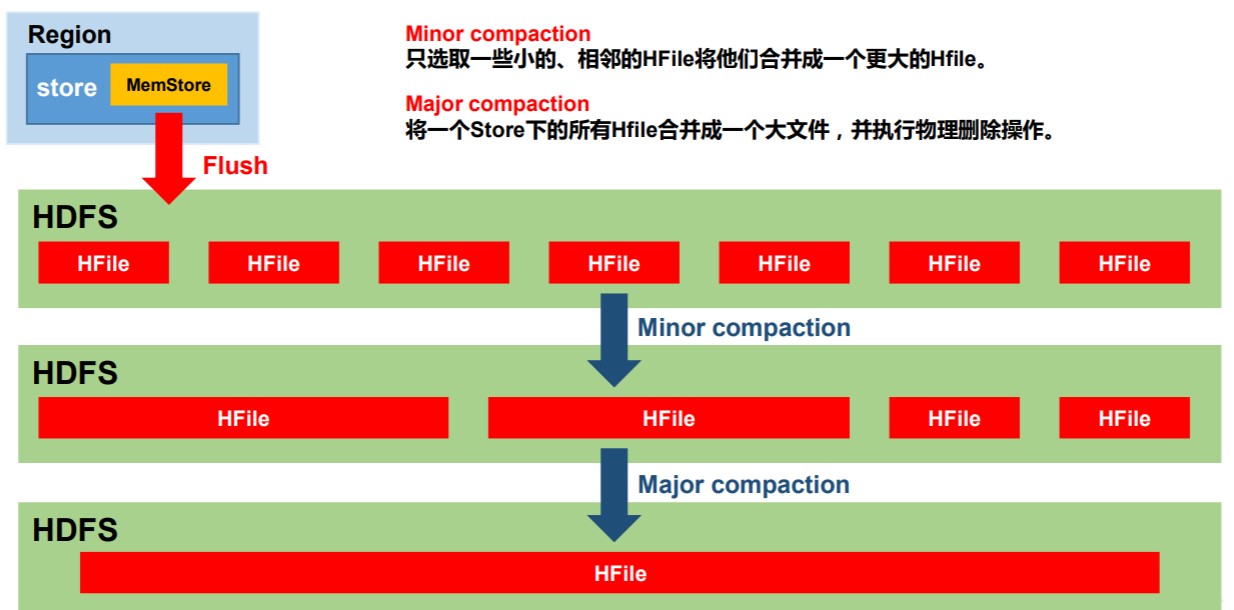 Region
store
MemStore
Flush
Minor compaction
只选取一些小的、相邻的HFile将他们合并成一个更大的Hfile。
Major compaction
将一个Store下的所有Hfile合并成一个大文件，并执行物理删除操作。
HDFS
HFile HFile HFile HFile HFile HFile HFile
Minor compaction
HDFS
HFile HFile HFile HFile
Major compaction
HDFS
HFile